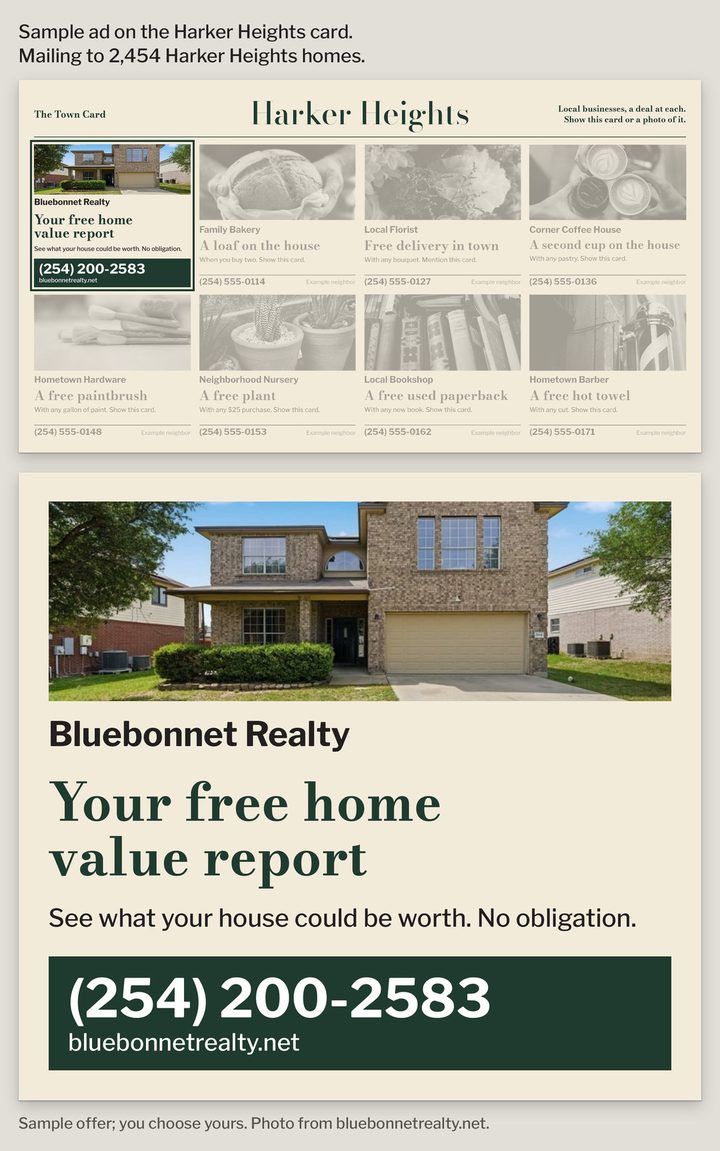 Sample ad on the Harker Heights card.
Mailing to 2,454 Harker Heights homes.
The Town Card
Harker Heights
Local businesses, a deal at each.
Show this card or a photo of it.
Bluebonnet Realty
Your free home
value report
See what your house could be worth. No obligation.
(254) 200-2583
bluebonnetrealty.net
Family Bakery
A loaf on the house
When you buy two. Show this card.
(254) 555-0114
Example neighbor
Local Florist
Free delivery in town
With any bouquet. Mention this card.
(254) 555-0127
Example neighbor
Corner Coffee House
A second cup on the house
With any pastry. Show this card.
(254) 555-0136
Example neighbor
Hometown Hardware
A free paintbrush
With any gallon of paint. Show this card.
(254) 555-0148
Example neighbor
Neighborhood Nursery
A free plant
With any $25 purchase. Show this card.
(254) 555-0153
Example neighbor
Local Bookshop
A free used paperback
With any new book. Show this card.
(254) 555-0162
Example neighbor
Hometown Barber
A free hot towel
With any cut. Show this card.
(254) 555-0171
Example neighbor
Bluebonnet Realty
Your free home
value report
See what your house could be worth. No obligation.
(254) 200-2583
bluebonnetrealty.net
Sample offer; you choose yours. Photo from bluebonnetrealty.net.